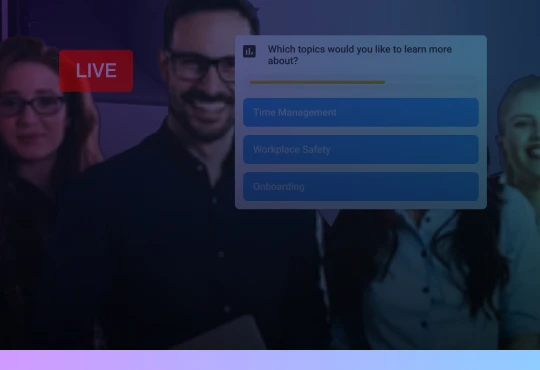 LIVE
Which topics would you like to learn more
about?
Time Management
Workplace Safety
Onboarding